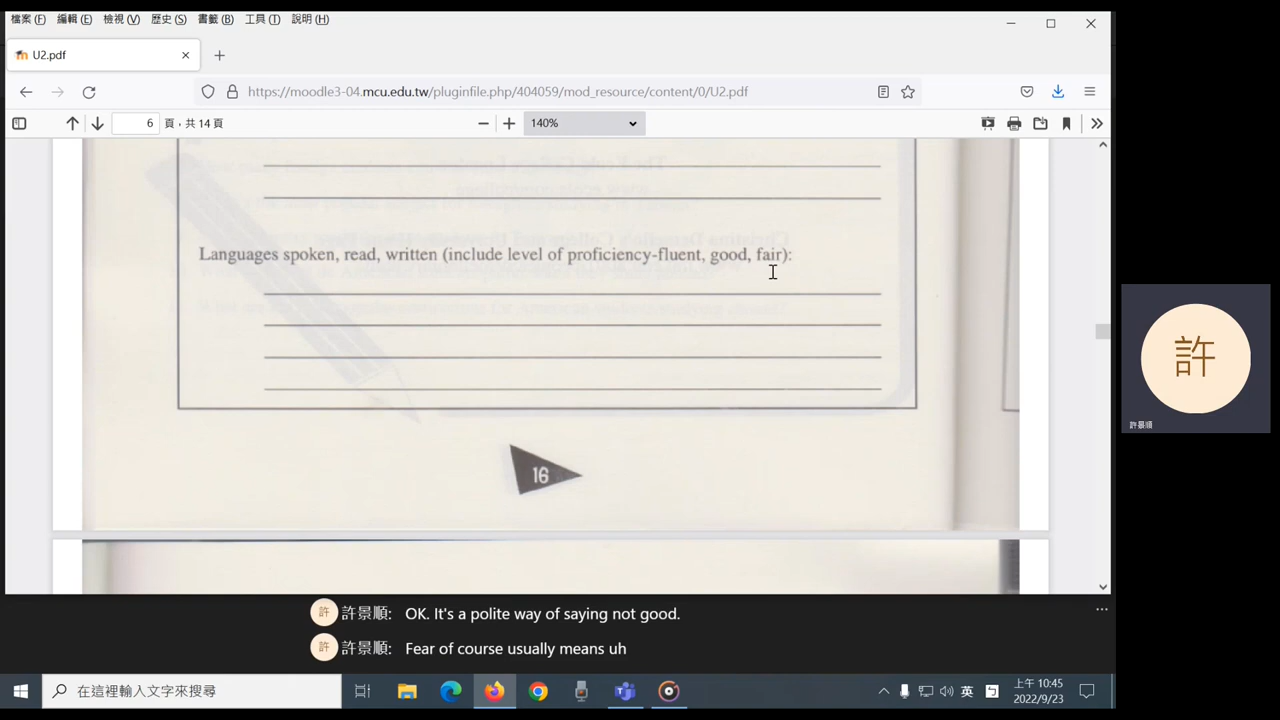 檔案(F) 編輯(E) 檢視(V) 歷史(S) 書籤(B) 工具(T) 說明(H)
U2.pdf
https://moodle3-04.mcu.edu.tw/pluginfile.php/404059/mod_resource/content/0/U2.pdf
6 頁，共 14 頁
140%
Languages spoken, read, written (include level of proficiency-fluent, good, fair):
16
許
許景順
許 許景順: OK. It's a polite way of saying not good.
許 許景順: Fear of course usually means uh
在這裡輸入文字來搜尋
英
ㄅ
上午 10:45
2022/9/23